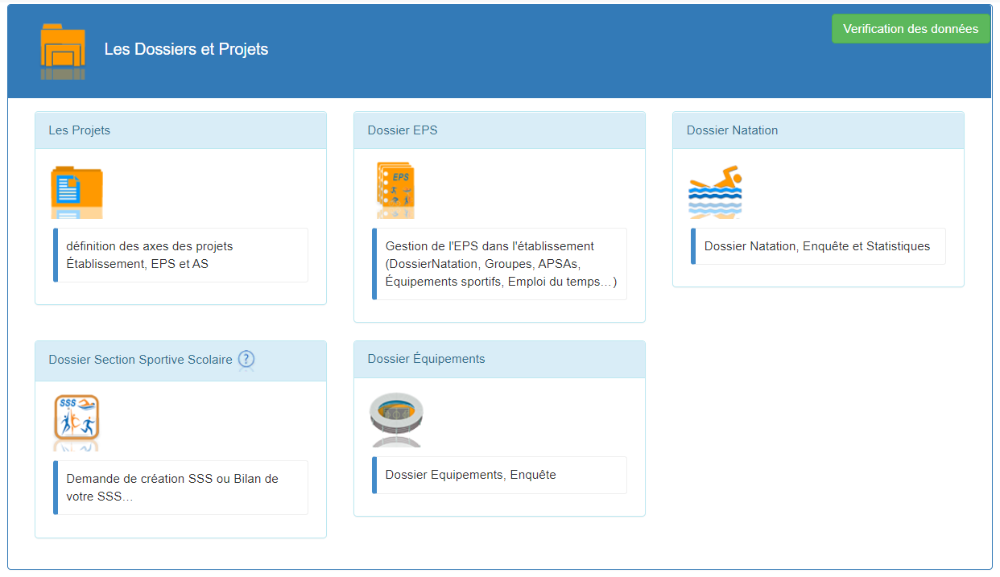 Les Dossiers et Projets
Verification des données
Les Projets
définition des axes des projets
Établissement, EPS et AS
Dossier EPS
EPS
Gestion de l'EPS dans l'établissement
(DossierNatation, Groupes, APSAs,
Équipements sportifs, Emploi du temps...)
Dossier Natation
Dossier Natation, Enquête et Statistiques
Dossier Section Sportive Scolaire ?
SSS
Demande de création SSS ou Bilan de
votre SSS...
Dossier Équipements
Dossier Equipements, Enquête